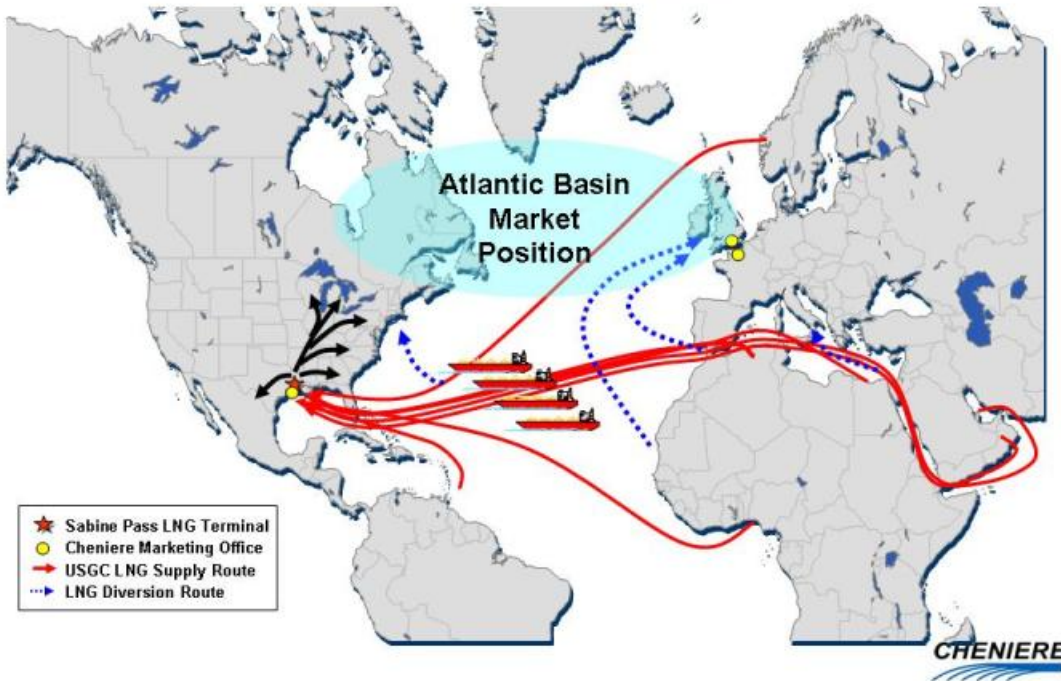 Atlantic Basin
Market
Position
Sabine Pass LNG Terminal
Cheniere Marketing Office
USGC LNG Supply Route
LNG Diversion Route
CHENIERE